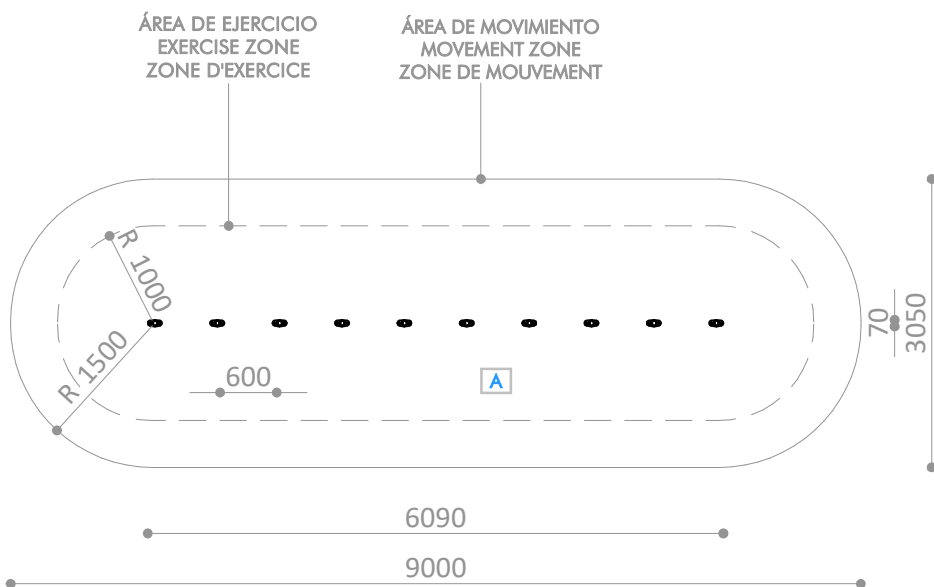 ÁREA DE EJERCICIO
EXERCISE ZONE
ZONE D'EXERCICE
ÁREA DE MOVIMIENTO
MOVEMENT ZONE
ZONE DE MOUVEMENT
R 1000
R 1500
600
A
70
3050
6090
9000